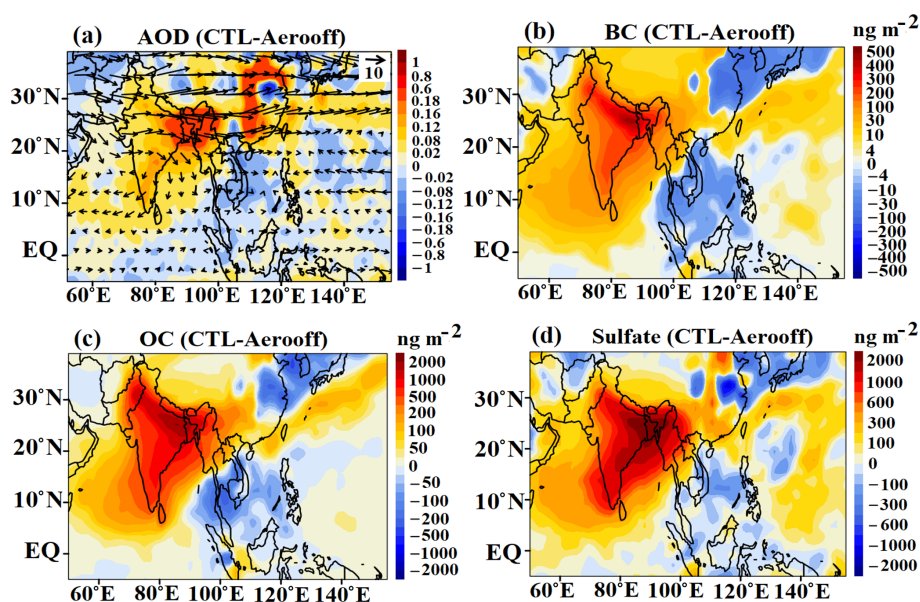 (a) AOD (CTL-Aerooff)
10
30°N
20°N
10°N
EQ
60°E 80°E 100°E 120°E 140°E
1
0.8
0.6
0.18
0.16
0.12
0.08
0.02
0
−0.02
−0.08
−0.12
−0.18
−0.16
−0.6
−0.8
−1
(b) BC (CTL-Aerooff)
ng m−2
30°N
20°N
10°N
EQ
60°E 80°E 100°E 120°E 140°E
500
400
300
200
100
30
10
4
0
−4
−10
−30
−100
−200
−300
−400
−500
(c) OC (CTL-Aerooff)
ng m−2
30°N
20°N
10°N
EQ
60°E 80°E 100°E 120°E 140°E
2000
1000
500
200
100
50
0
−50
−100
−200
−500
−1000
−2000
(d) Sulfate (CTL-Aerooff)
ng m−2
30°N
20°N
10°N
EQ
60°E 80°E 100°E 120°E 140°E
2000
1000
600
300
100
0
−100
−300
−600
−1000
−2000